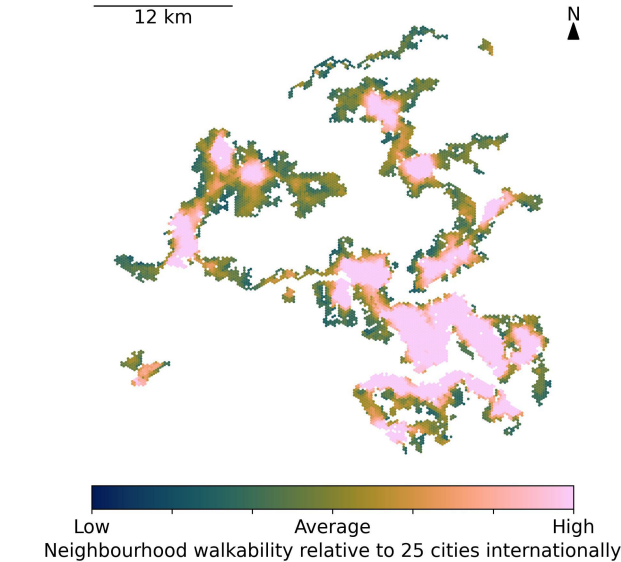 12 km
N
Low Average High
Neighbourhood walkability relative to 25 cities internationally